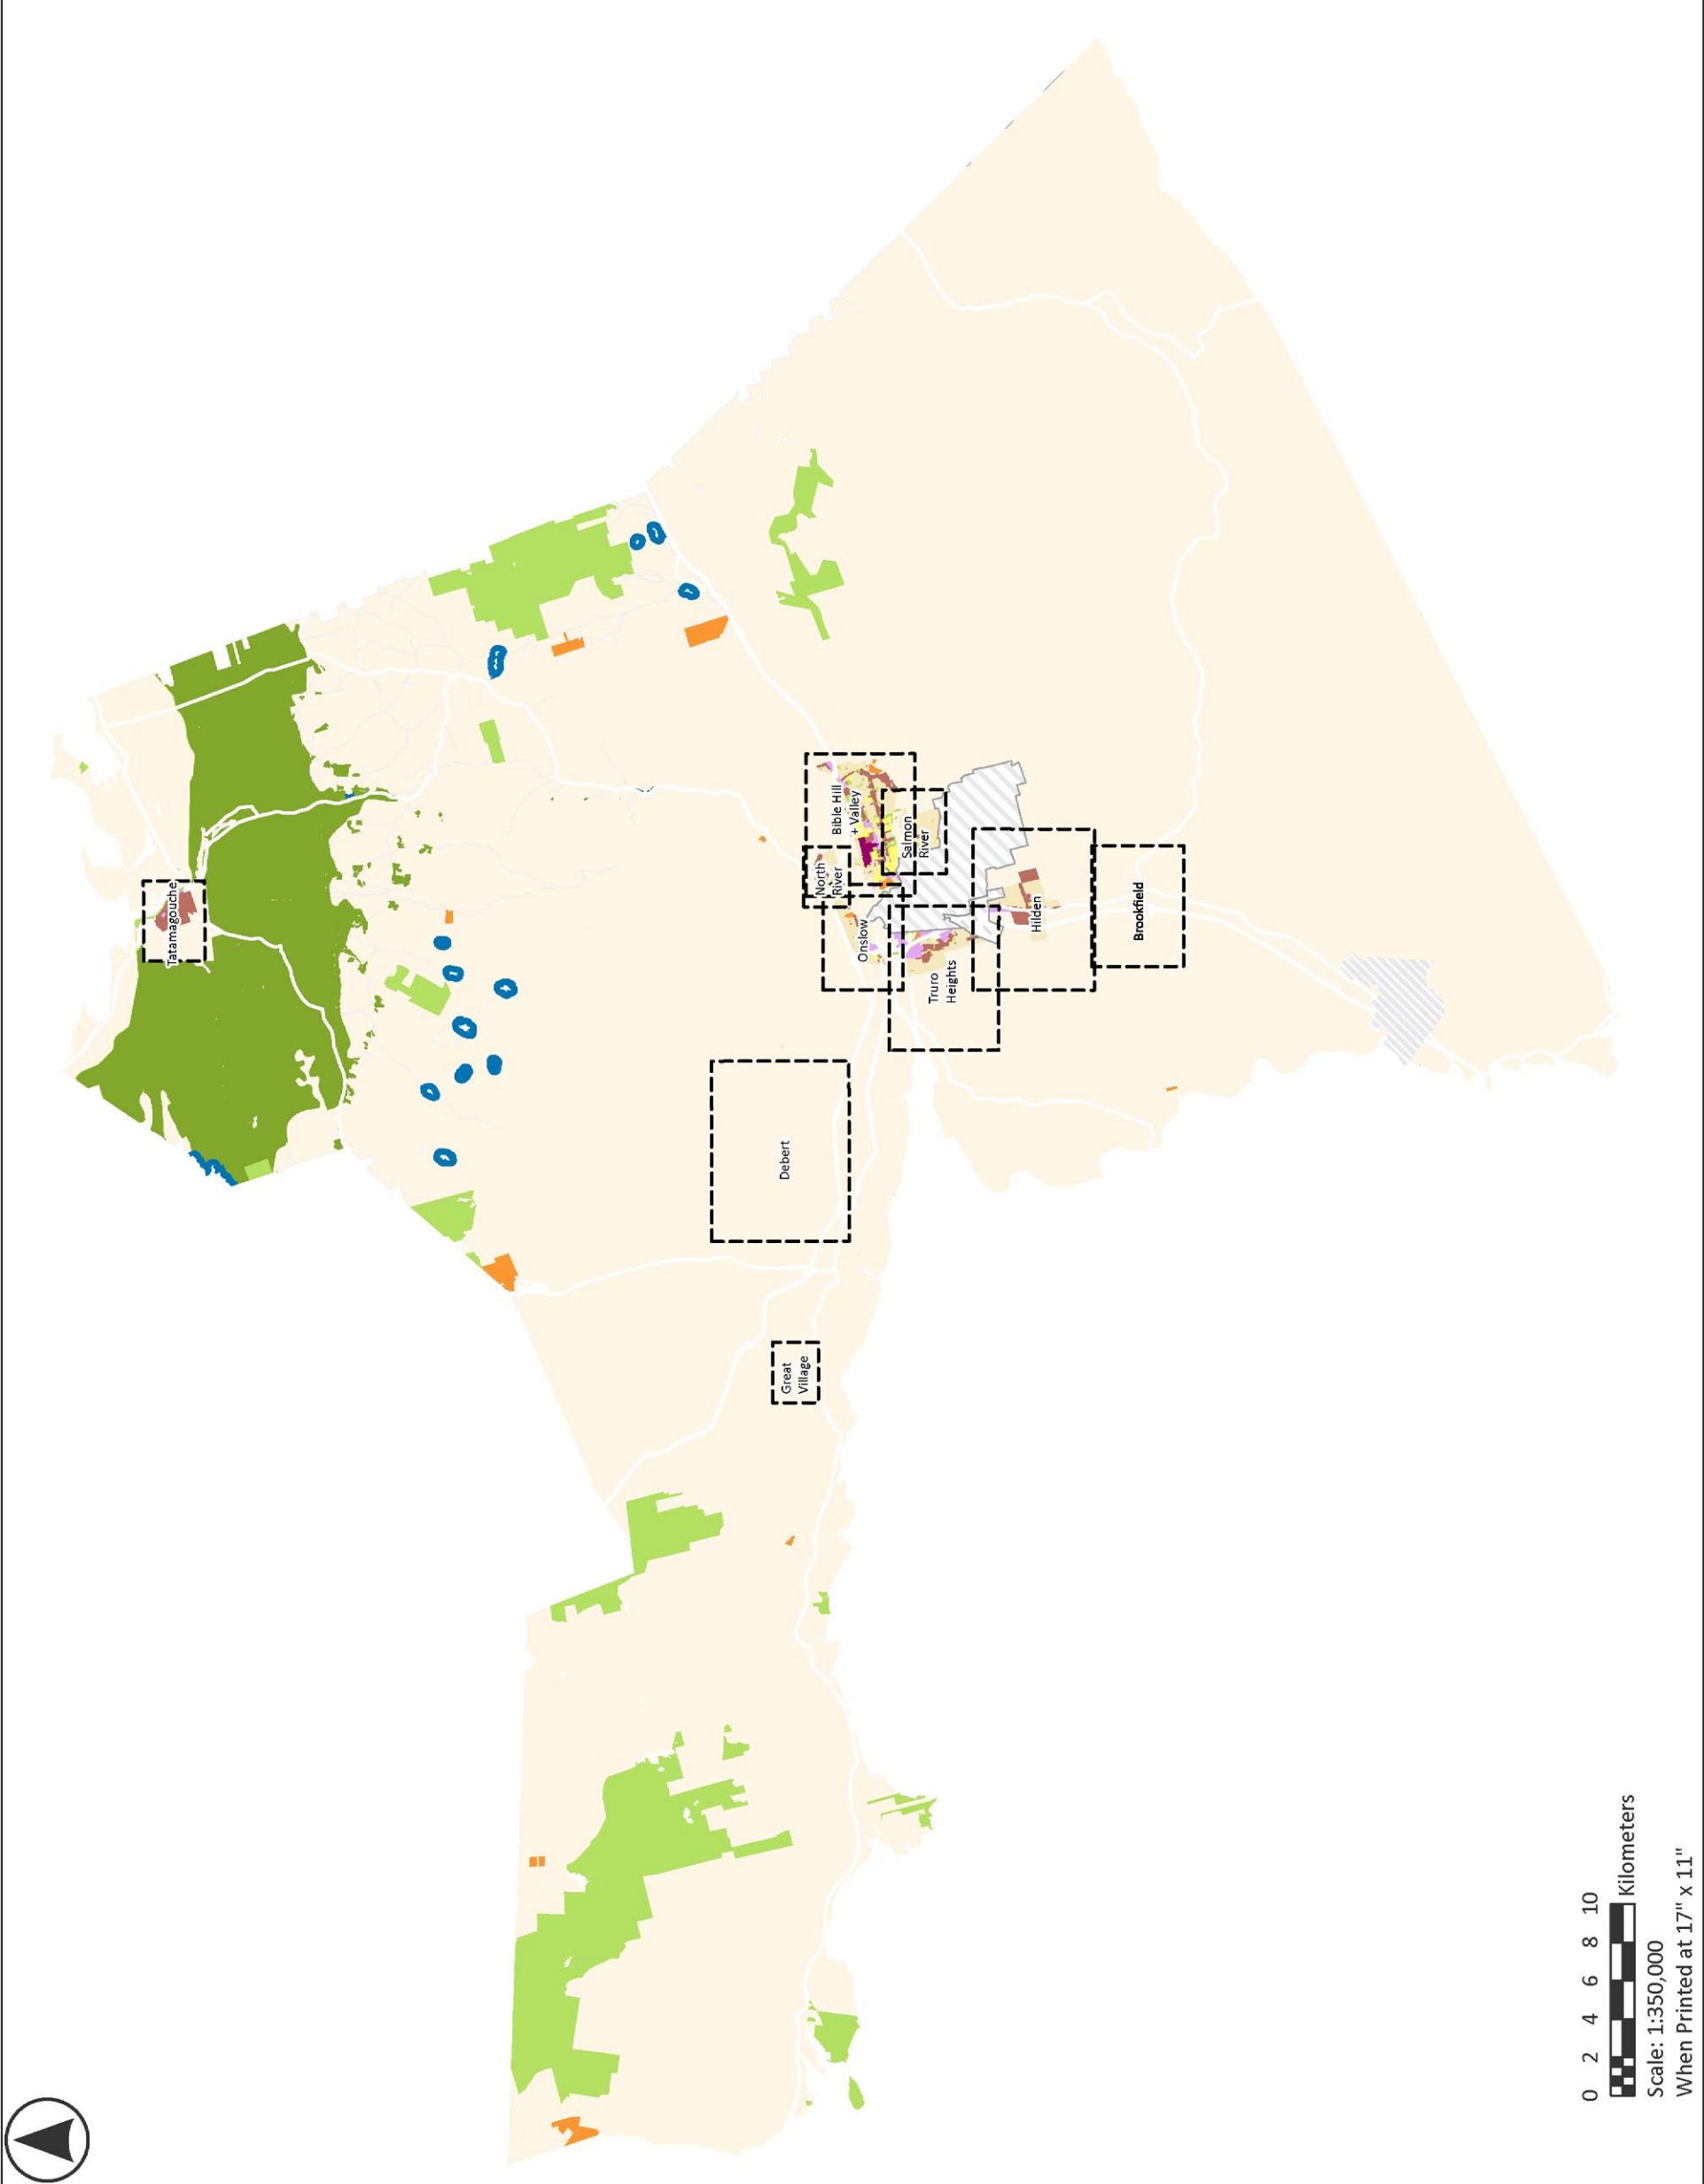 Tatamagouche
Bible Hill
+ Valley
North
River
Salmon
River
Onslow
Truro
Heights
Hilden
Brookfield
Debert
Great
Village
0 2 4 6 8 10
Kilometers
Scale: 1:350,000
When Printed at 17" x 11"